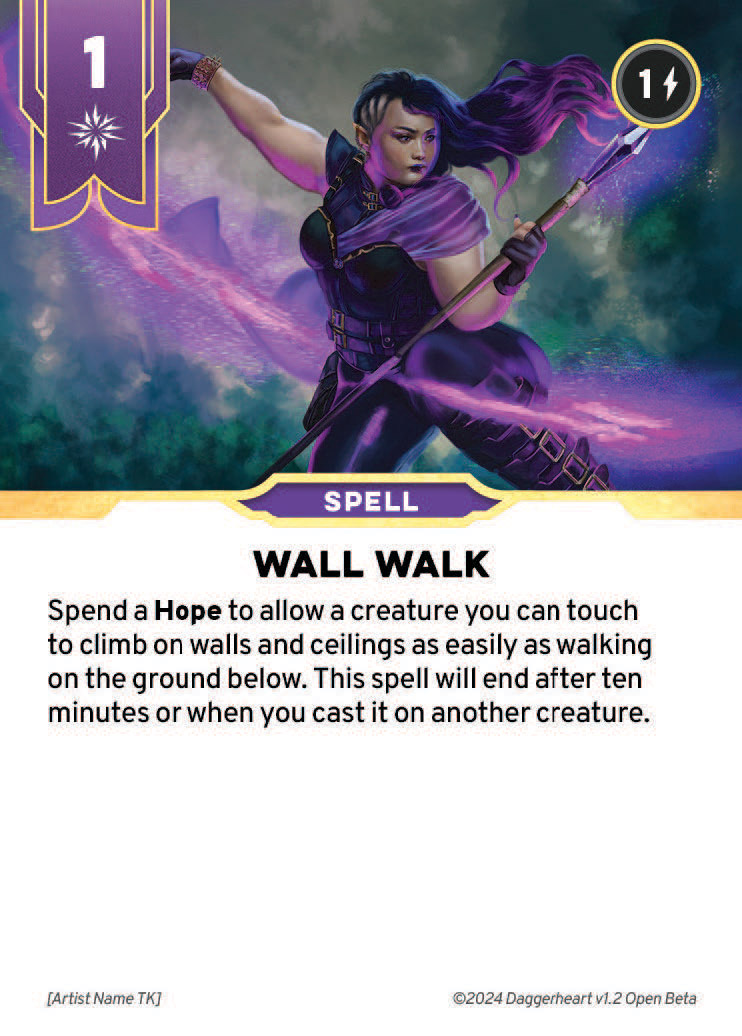 1
1
SPELL
WALL WALK
Spend a Hope to allow a creature you can touch
to climb on walls and ceilings as easily as walking
on the ground below. This spell will end after ten
minutes or when you cast it on another creature.
[Artist Name TK]
©2024 Daggerheart v1.2 Open Beta